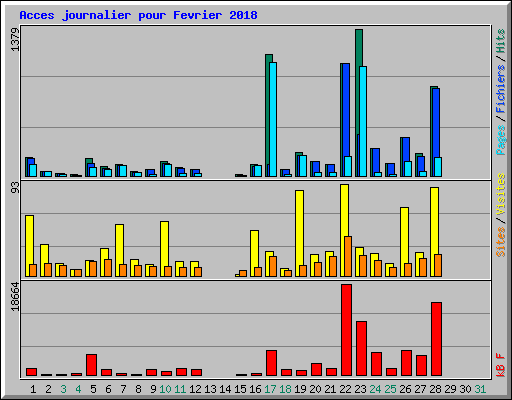 Acces journalier pour Fevrier 2018
1379
Pages / Fichiers / Hits
93
Sites / Visites
18664
kB F
1 2 3 4 5 6 7 8 9 10 11 12 13 14 15 16 17 18 19 20 21 22 23 24 25 26 27 28 29 30 31